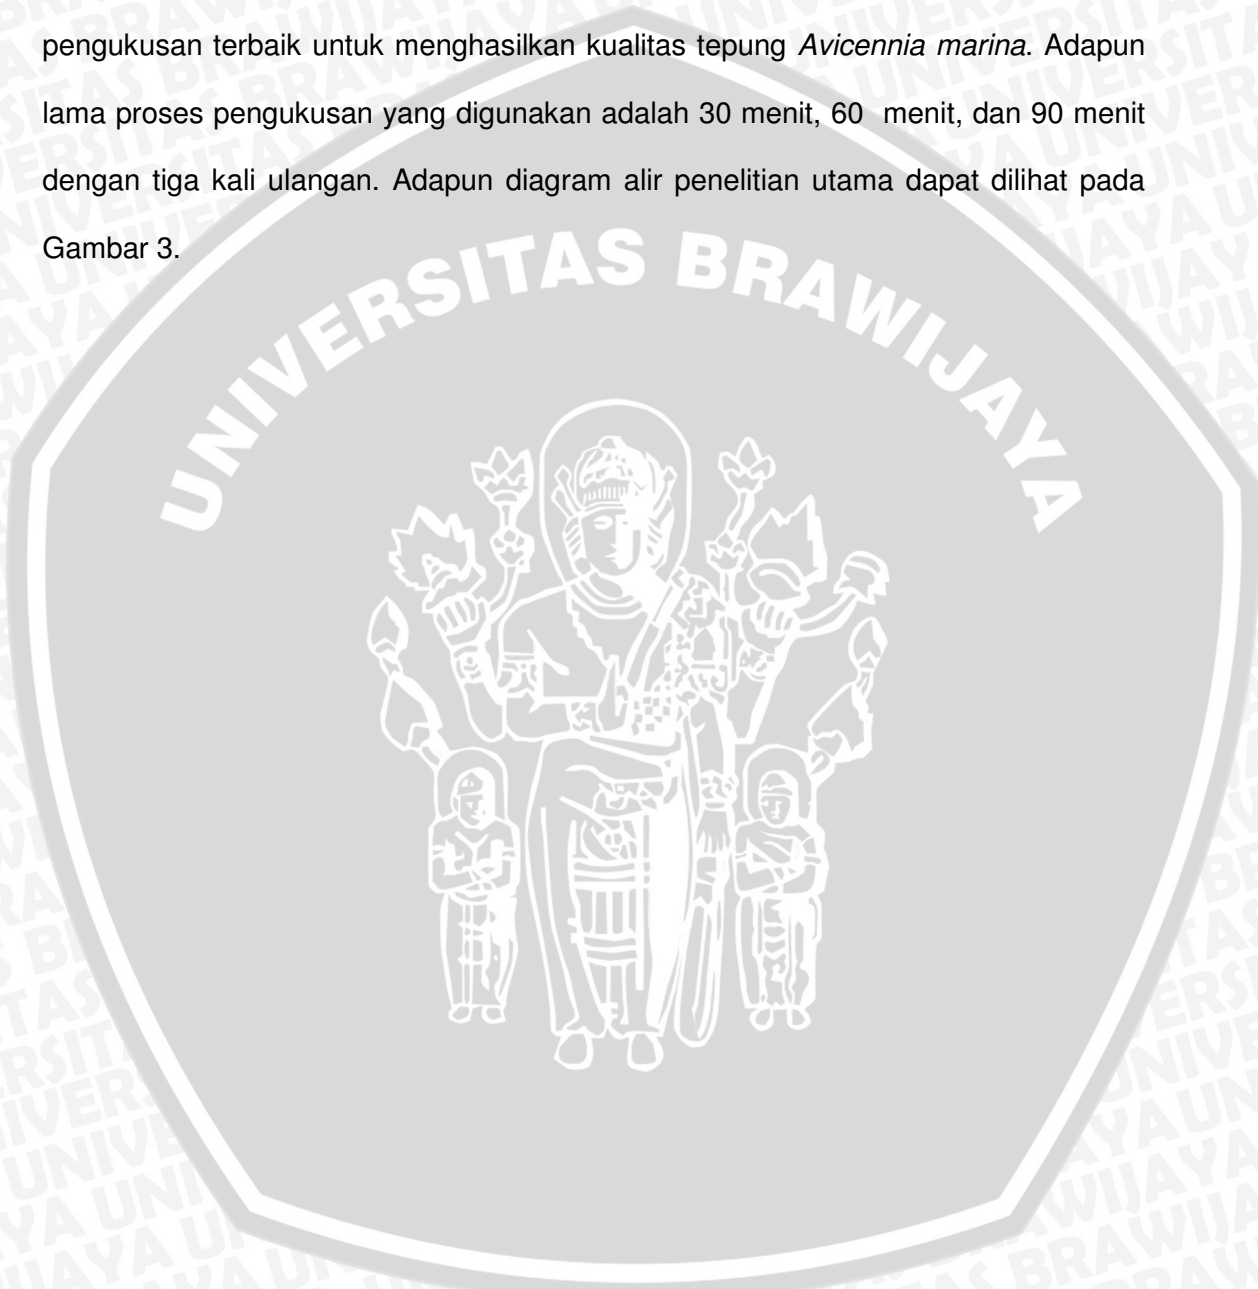 pengukusan terbaik untuk menghasilkan kualitas tepung Avicennia marina. Adapun
lama proses pengukusan yang digunakan adalah 30 menit, 60 menit, dan 90 menit
dengan tiga kali ulangan. Adapun diagram alir penelitian utama dapat dilihat pada
Gambar 3.
UNIVERSITAS BRAWIJAYA